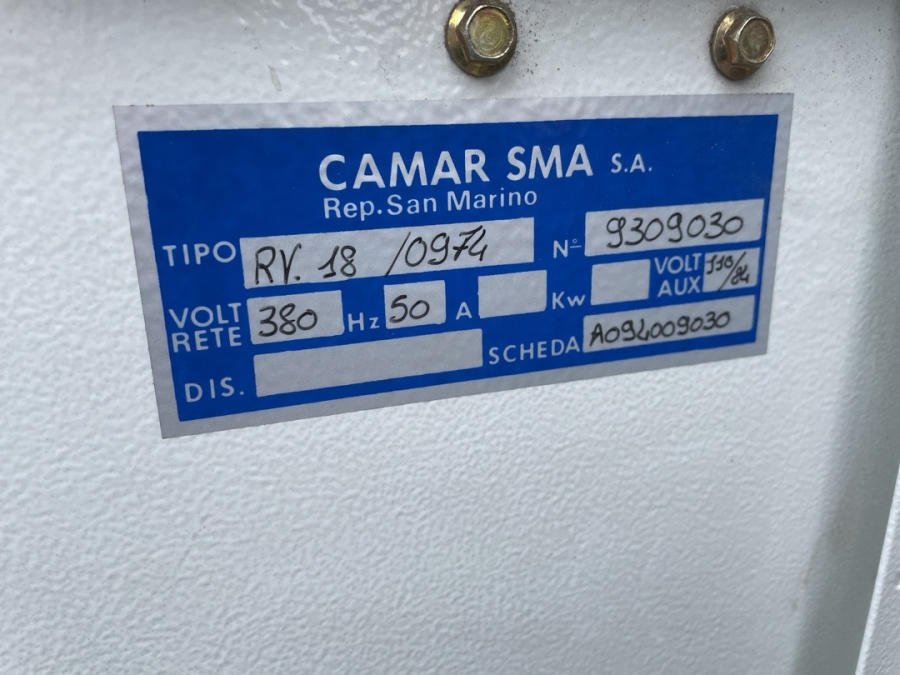 CAMAR SMA S.A.
Rep. San Marino
TIPO RV. 18 /0974 N° 9309030
VOLT RETE 380 Hz 50 A Kw VOLT AUX 110/24
DIS. SCHEDA A094009030